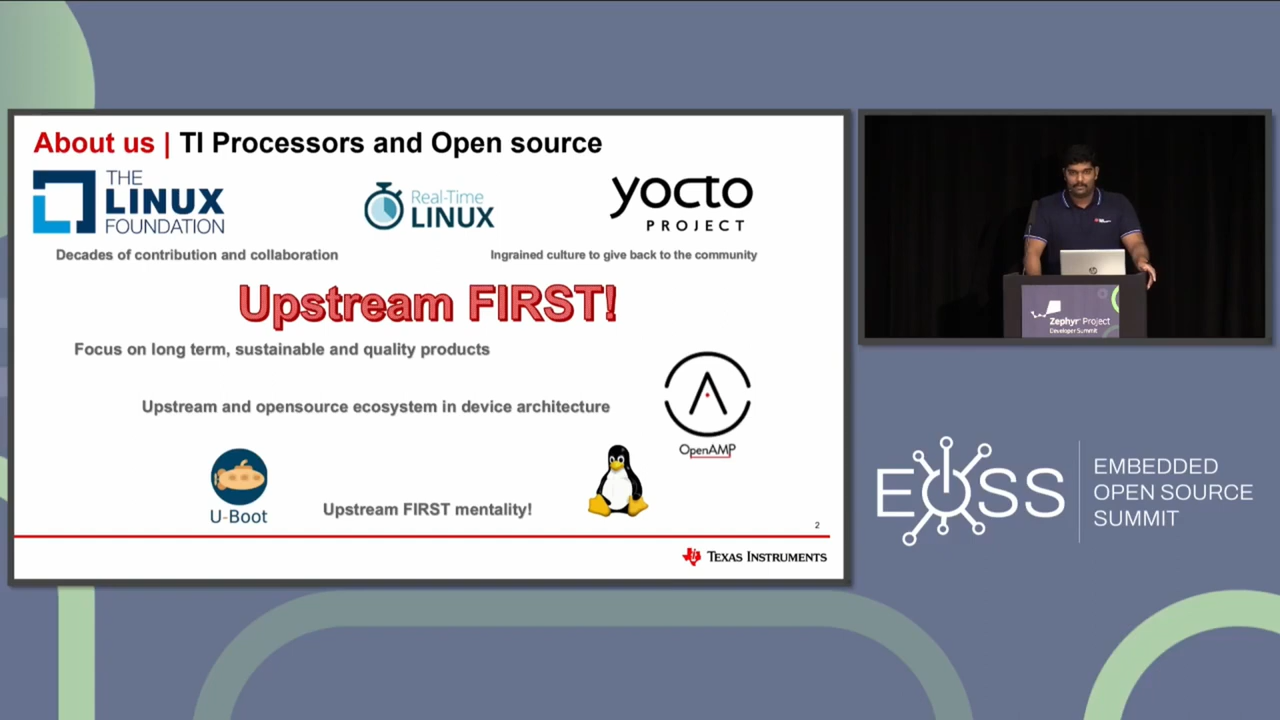 About us | TI Processors and Open source
THE
LINUX
FOUNDATION
Real-Time
LINUX
yocto
PROJECT
Decades of contribution and collaboration
Ingrained culture to give back to the community
Upstream FIRST!
Focus on long term, sustainable and quality products
Upstream and opensource ecosystem in device architecture
OpenAMP
U-Boot
Upstream FIRST mentality!
2
TEXAS INSTRUMENTS
hp
Zephyr Project
Developer Summit
EOSS
EMBEDDED
OPEN SOURCE
SUMMIT